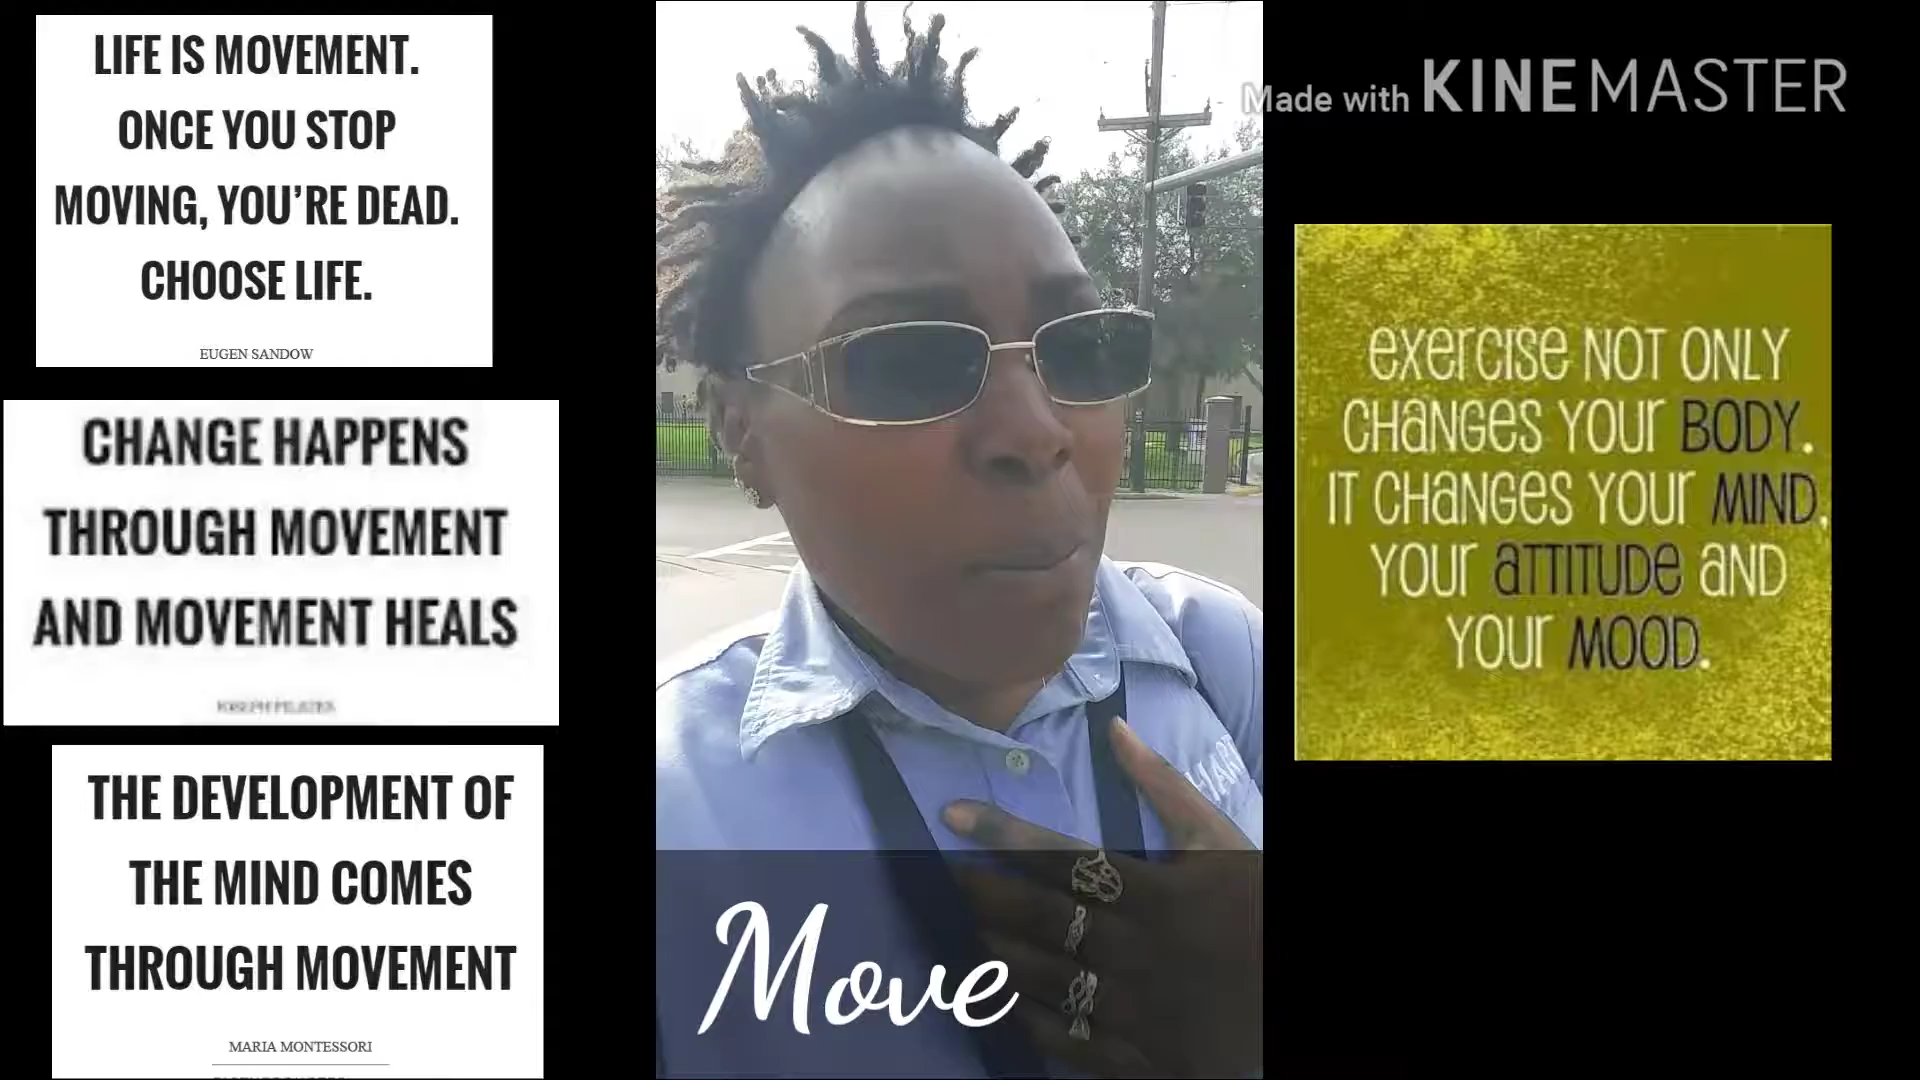 LIFE IS MOVEMENT.
ONCE YOU STOP
MOVING, YOU'RE DEAD.
CHOOSE LIFE.
EUGEN SANDOW
CHANGE HAPPENS
THROUGH MOVEMENT
AND MOVEMENT HEALS
JOSEPH PILATES
THE DEVELOPMENT OF
THE MIND COMES
THROUGH MOVEMENT
MARIA MONTESSORI
Move
Made with KINEMASTER
exercise NOT ONLY
CHANGES YOUR BODY.
IT CHANGES YOUR MIND,
YOUR ATTITUDE AND
YOUR MOOD.